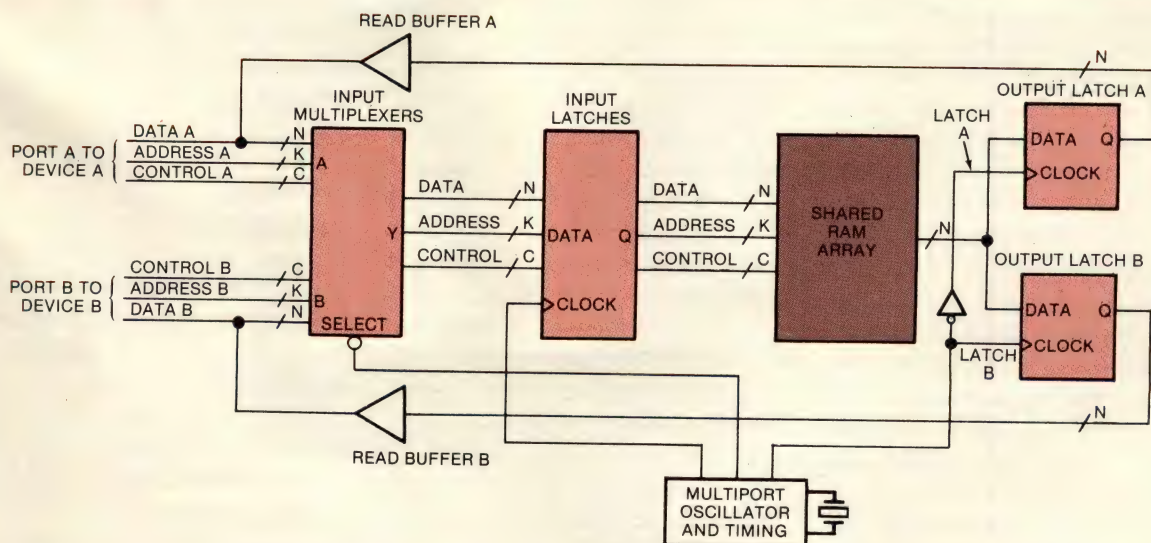 READ BUFFER A
N
INPUT
MULTIPLEXERS
INPUT
LATCHES
OUTPUT LATCH A
LATCH
A
PORT A TO
DEVICE A
DATA A
N
ADDRESS A
K
CONTROL A
C
A
DATA
N
ADDRESS
K
CONTROL
C
Y
DATA
Q
CLOCK
DATA
N
ADDRESS
K
CONTROL
C
SHARED
RAM
ARRAY
N
DATA
Q
CLOCK
PORT B TO
DEVICE B
CONTROL B
C
ADDRESS B
K
DATA B
N
B
SELECT
OUTPUT LATCH B
DATA
Q
CLOCK
LATCH
B
READ BUFFER B
N
MULTIPORT
OSCILLATOR
AND TIMING